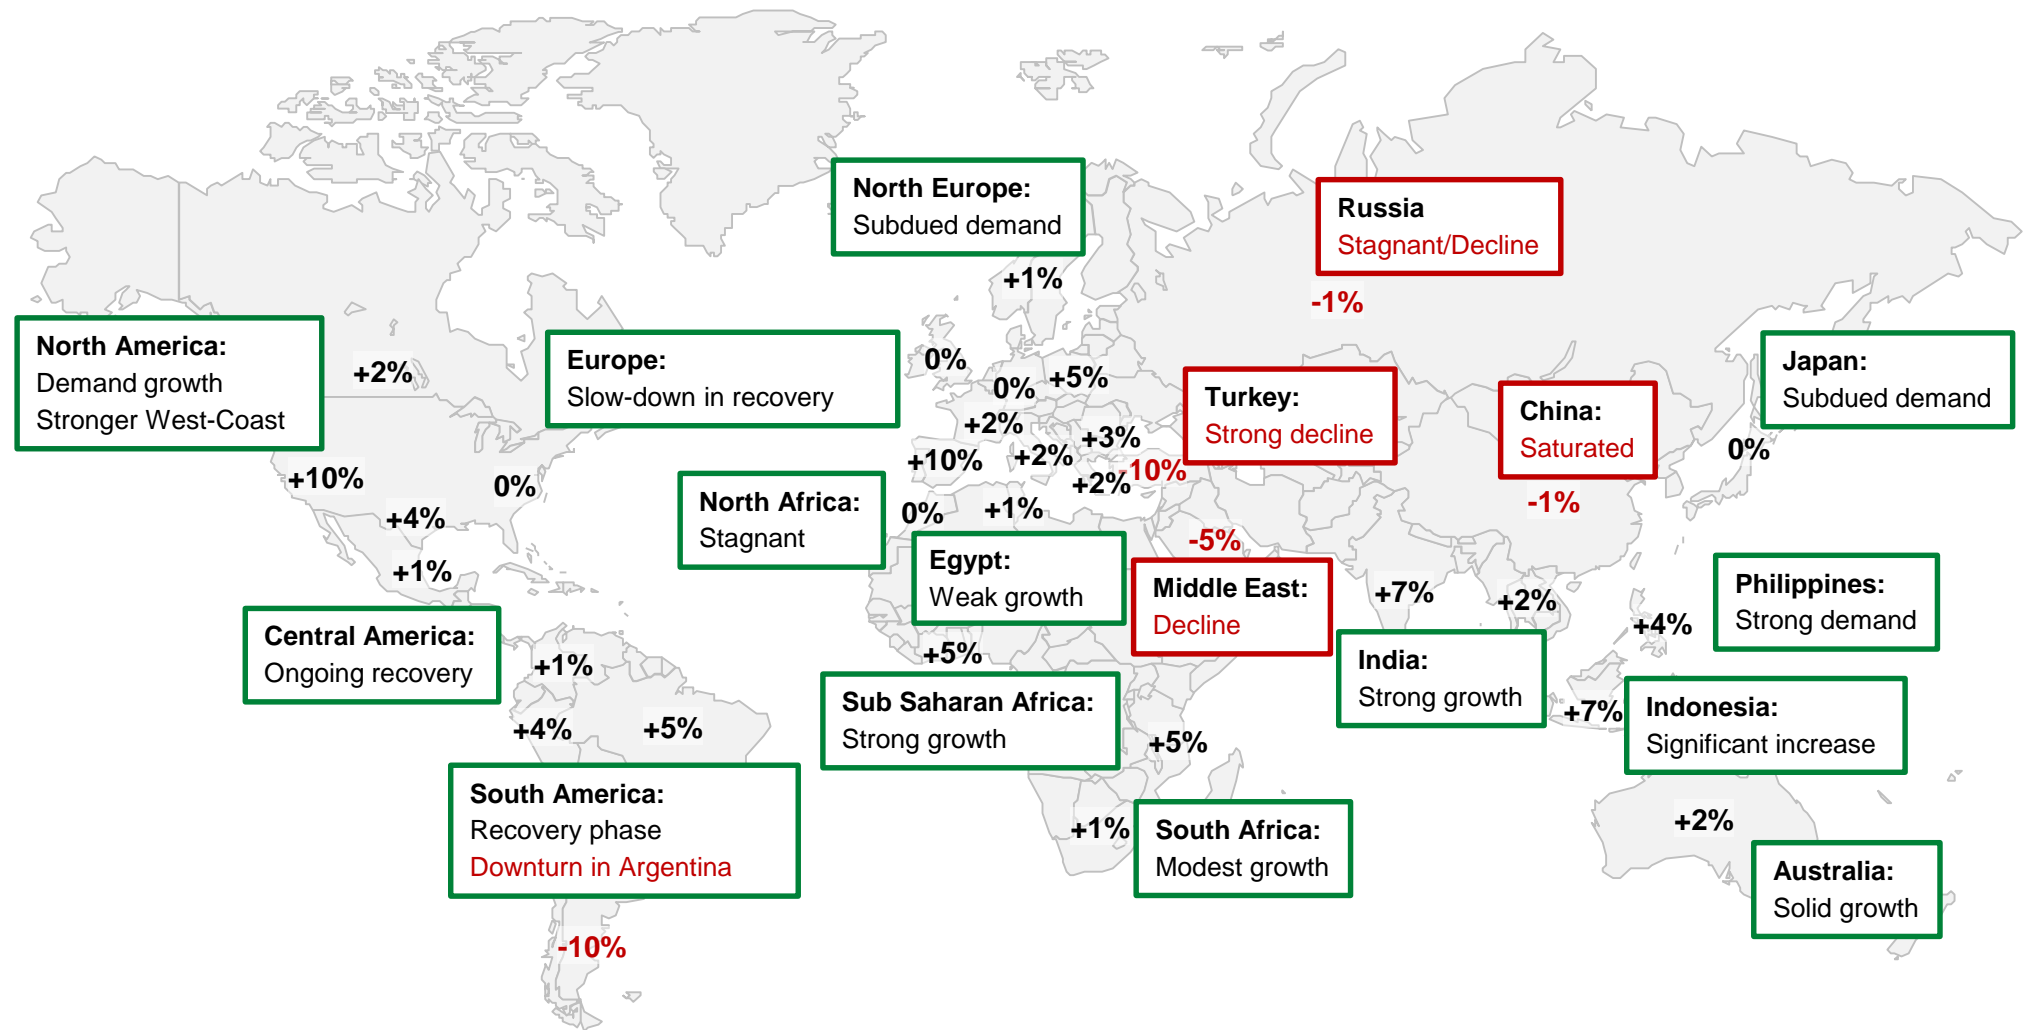 North Europe:
Subdued demand
+1%
Russia
Stagnant/Decline
-1%
North America:
Demand growth
Stronger West-Coast
+2%
Europe:
Slow-down in recovery
0%
0%
+5%
+2%
+3%
+10%
+2%
+2%
-10%
Turkey:
Strong decline
China:
Saturated
-1%
Japan:
Subdued demand
0%
+10%
0%
+4%
+1%
North Africa:
Stagnant
0%
+1%
Egypt:
Weak growth
-5%
Middle East:
Decline
+7%
+2%
India:
Strong growth
Philippines:
Strong demand
+4%
Central America:
Ongoing recovery
+1%
+4%
+5%
+5%
Sub Saharan Africa:
Strong growth
+5%
+7%
Indonesia:
Significant increase
South America:
Recovery phase
Downturn in Argentina
-10%
+1%
South Africa:
Modest growth
+2%
Australia:
Solid growth